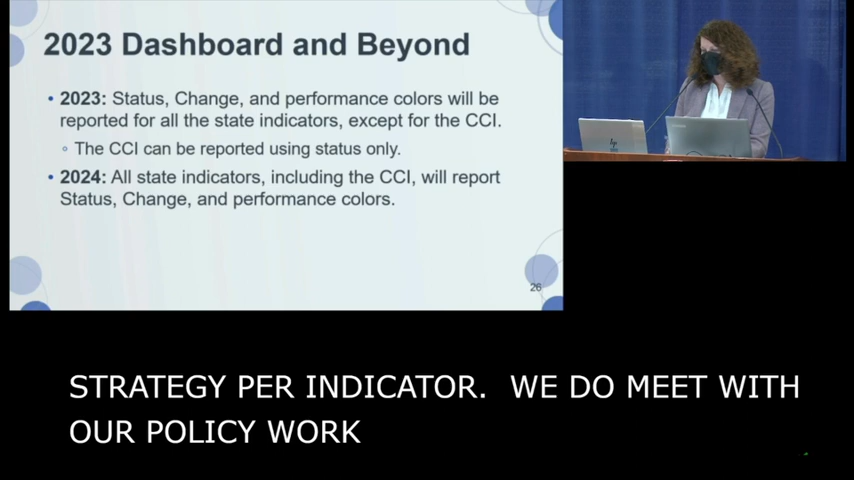 2023 Dashboard and Beyond
• 2023: Status, Change, and performance colors will be
reported for all the state indicators, except for the CCI.
◦ The CCI can be reported using status only.
• 2024: All state indicators, including the CCI, will report
Status, Change, and performance colors.
26
hp
STRATEGY PER INDICATOR.  WE DO MEET WITH
OUR POLICY WORK